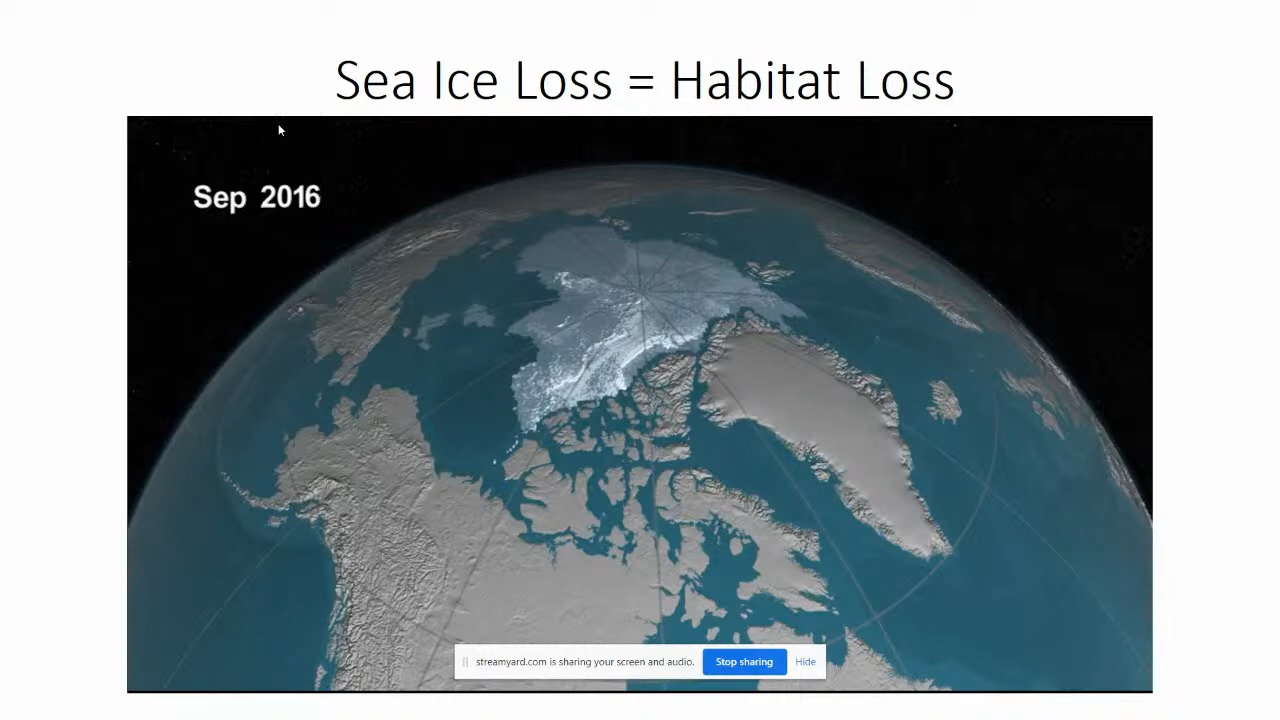 Sea Ice Loss = Habitat Loss
Sep 2016
streamyard.com is sharing your screen and audio. Stop sharing Hide